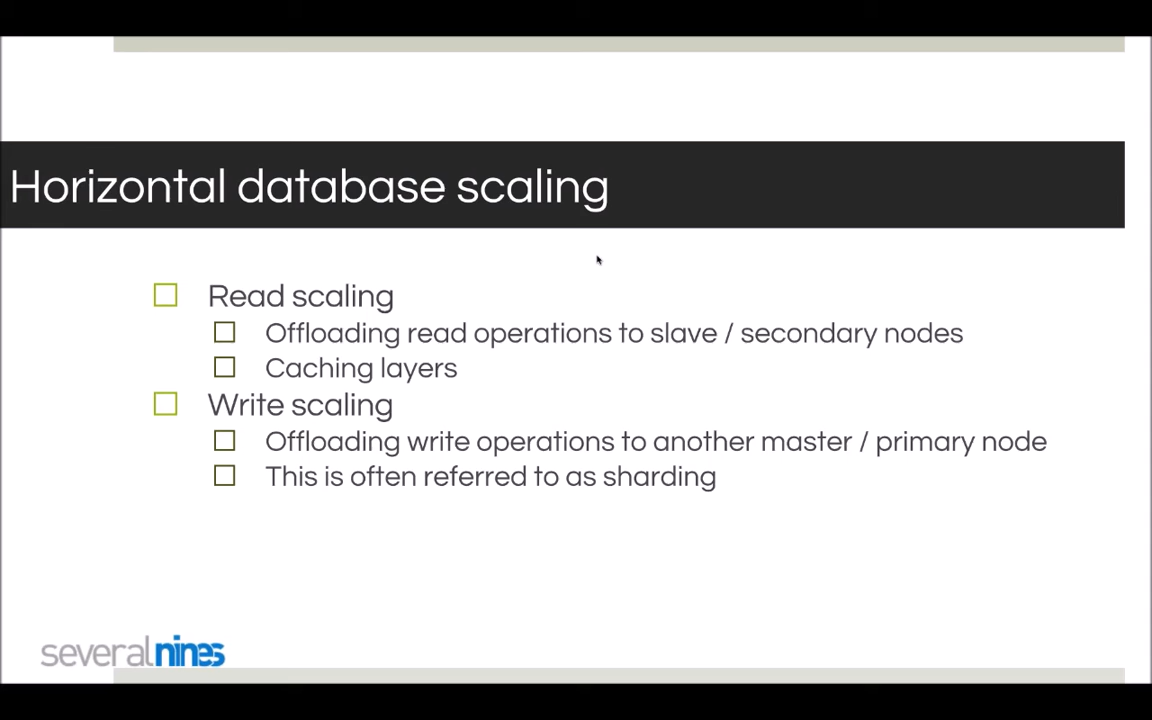 Horizontal database scaling
Read scaling
Offloading read operations to slave / secondary nodes
Caching layers
Write scaling
Offloading write operations to another master / primary node
This is often referred to as sharding
severalnines